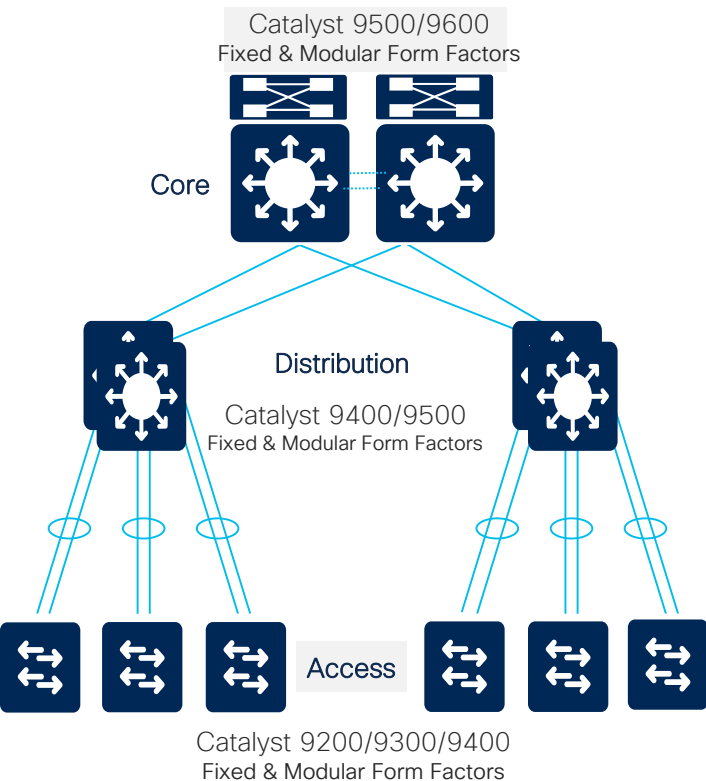 Catalyst 9500/9600
Fixed & Modular Form Factors
Core
Distribution
Catalyst 9400/9500
Fixed & Modular Form Factors
Access
Catalyst 9200/9300/9400
Fixed & Modular Form Factors